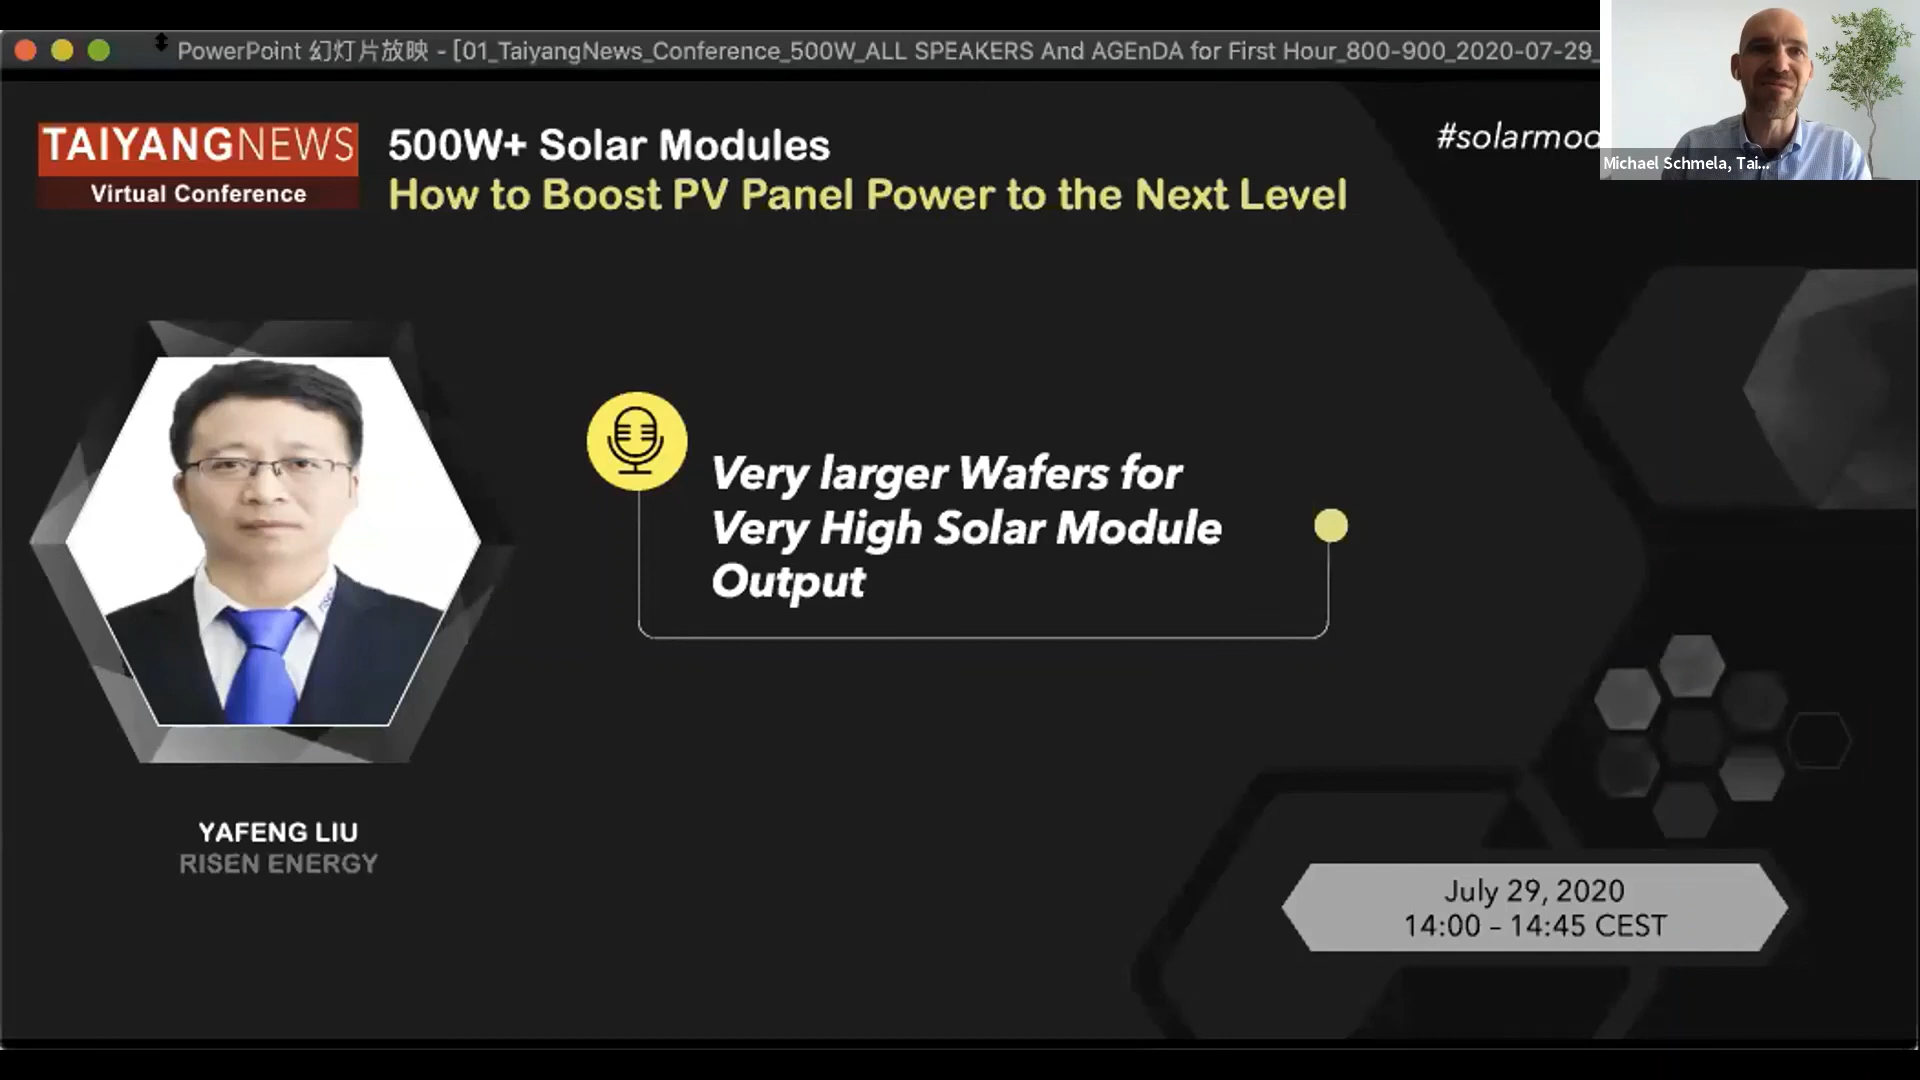 PowerPoint 幻灯片放映 - [01_TaiyangNews_Conference_500W_ALL SPEAKERS And AGEnDA for First Hour_800-900_2020-07-29_
TAIYANGNEWS
Virtual Conference
500W+ Solar Modules
How to Boost PV Panel Power to the Next Level
#solarmod
Michael Schmela, Tai...
Very larger Wafers for
Very High Solar Module
Output
YAFENG LIU
RISEN ENERGY
July 29, 2020
14:00 – 14:45 CEST